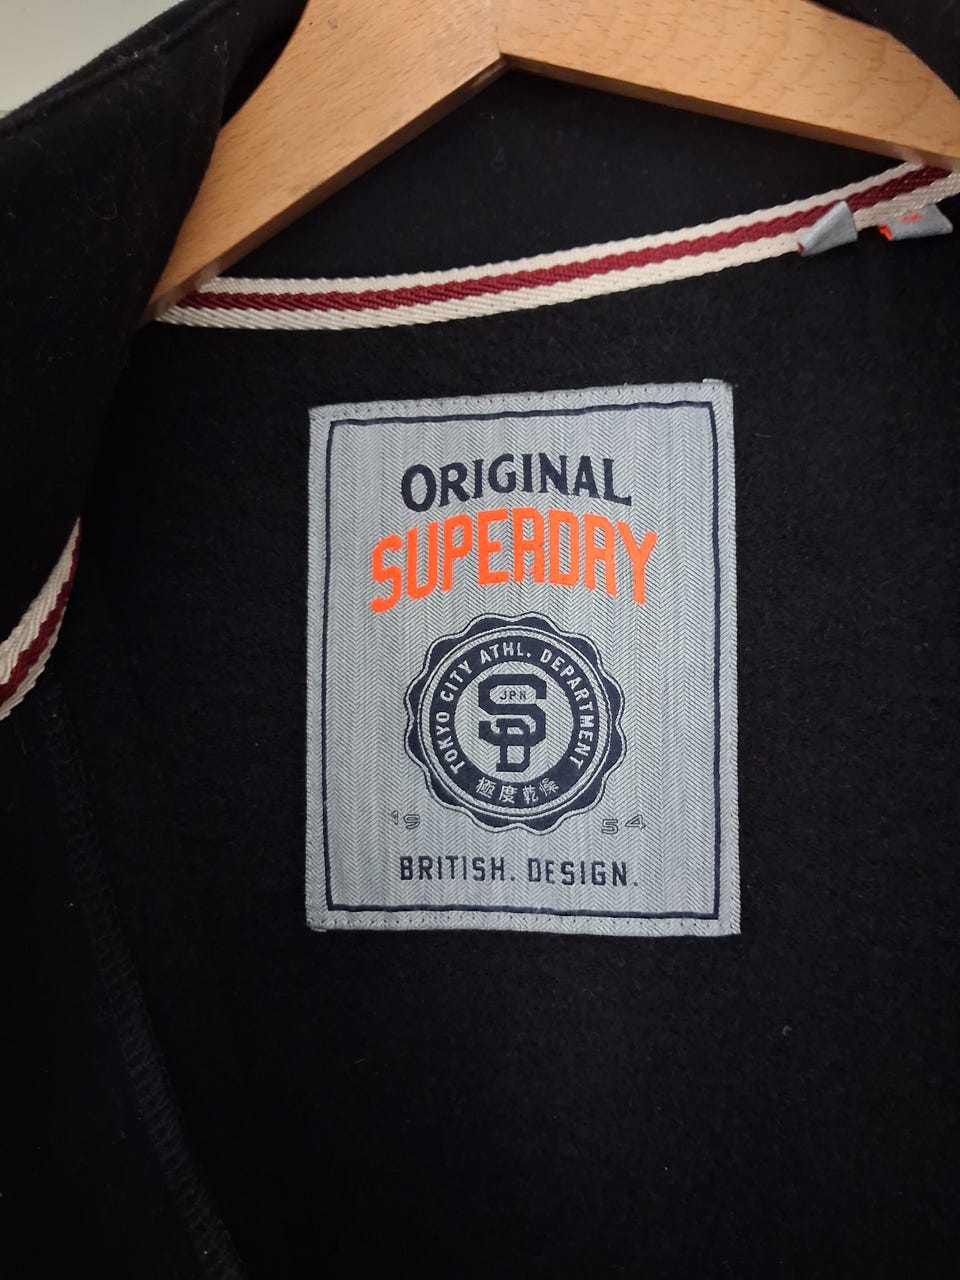 ORIGINAL
SUPERDRY
TOKYO CITY ATHL. DEPARTMENT
JPN
SD
極度乾燥
19 54
BRITISH. DESIGN.